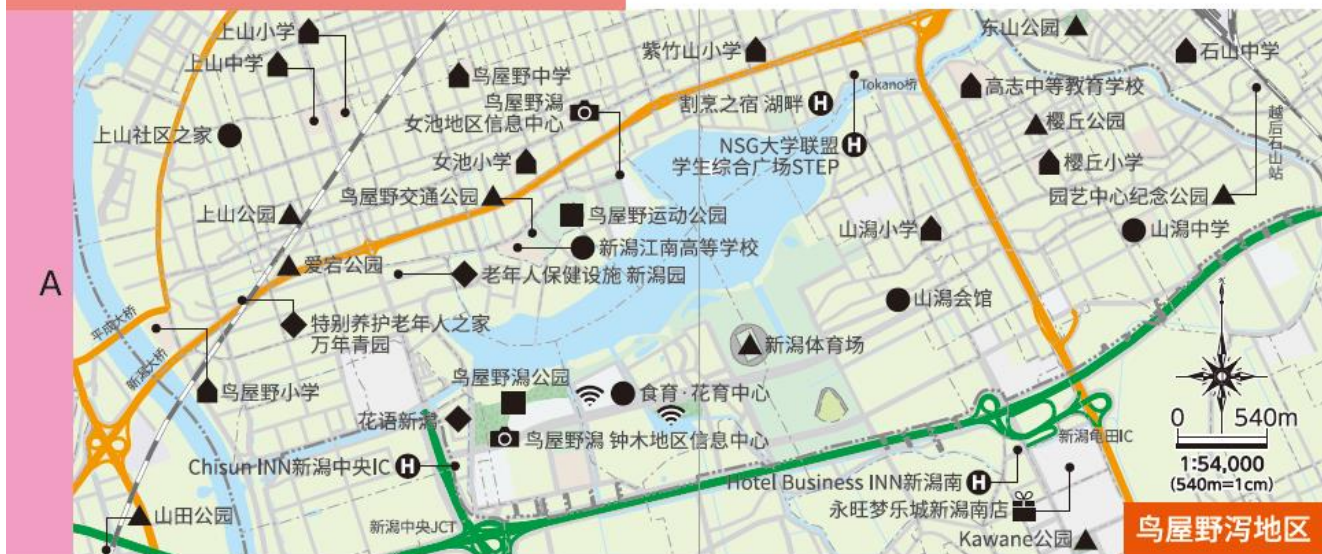 A
上山小学
上山中学
鸟屋野中学
鸟屋野潟
女池地区信息中心
紫竹山小学
东山公园
石山中学
Tokano桥
高志中等教育学校
割烹之宿 湖畔
NSG大学联盟
学生综合广场STEP
樱丘公园
樱丘小学
越后石山站
园艺中心纪念公园
上山社区之家
女池小学
鸟屋野交通公园
鸟屋野运动公园
上山公园
新潟江南高等学校
山潟小学
山潟中学
爱宕公园
老年人保健设施 新潟园
山潟会馆
平成大桥
新潟大桥
特别养护老年人之家
万年青园
新潟体育场
鸟屋野小学
鸟屋野潟公园
食育·花育中心
花语新潟
鸟屋野潟 钟木地区信息中心
Chisun INN新潟中央IC
新潟中央JCT
Hotel Business INN新潟南
新潟龟田IC
永旺梦乐城新潟南店
Kawane公园
山田公园
0 540m
1:54,000
(540m=1cm)
鸟屋野泻地区